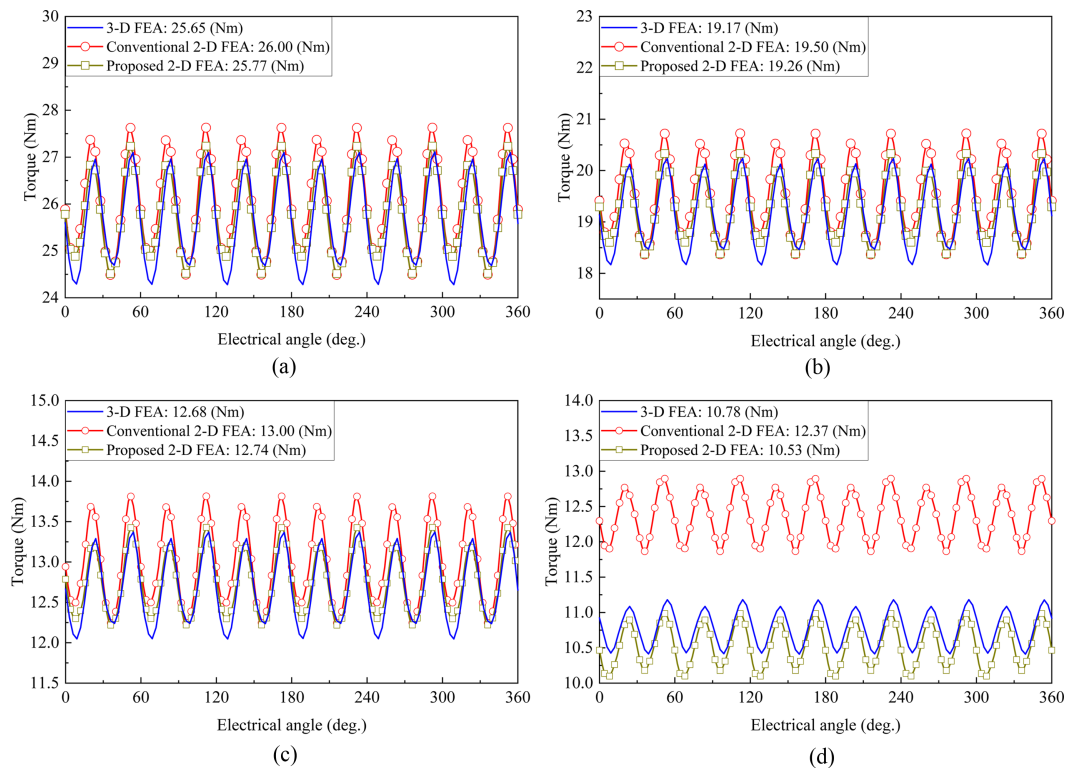 30
29
28
27
26
25
24
Torque (Nm)
3-D FEA: 25.65 (Nm)
Conventional 2-D FEA: 26.00 (Nm)
Proposed 2-D FEA: 25.77 (Nm)
0 60 120 180 240 300 360
Electrical angle (deg.)
(a)
23
22
21
20
19
18
Torque (Nm)
3-D FEA: 19.17 (Nm)
Conventional 2-D FEA: 19.50 (Nm)
Proposed 2-D FEA: 19.26 (Nm)
0 60 120 180 240 300 360
Electrical angle (deg.)
(b)
15.0
14.5
14.0
13.5
13.0
12.5
12.0
11.5
Torque (Nm)
3-D FEA: 12.68 (Nm)
Conventional 2-D FEA: 13.00 (Nm)
Proposed 2-D FEA: 12.74 (Nm)
0 60 120 180 240 300 360
Electrical angle (deg.)
(c)
14.0
13.0
12.0
11.0
10.5
10.0
Torque (Nm)
3-D FEA: 10.78 (Nm)
Conventional 2-D FEA: 12.37 (Nm)
Proposed 2-D FEA: 10.53 (Nm)
0 60 120 180 240 300 360
Electrical angle (deg.)
(d)